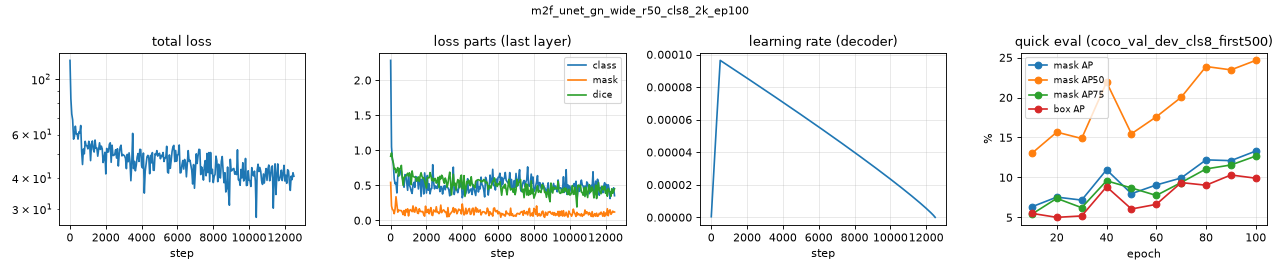 m2f_unet_gn_wide_r50_cls8_2k_ep100
total loss
10²
6 × 10¹
4 × 10¹
3 × 10¹
0 2000 4000 6000 8000 10000 12000
step
loss parts (last layer)
class
mask
dice
2.0
1.5
1.0
0.5
0.0
0 2000 4000 6000 8000 10000 12000
step
learning rate (decoder)
0.00010
0.00008
0.00006
0.00004
0.00002
0.00000
0 2000 4000 6000 8000 10000 12000
step
quick eval (coco_val_dev_cls8_first500)
mask AP
mask AP50
mask AP75
box AP
%
25
20
15
10
5
20 40 60 80 100
epoch